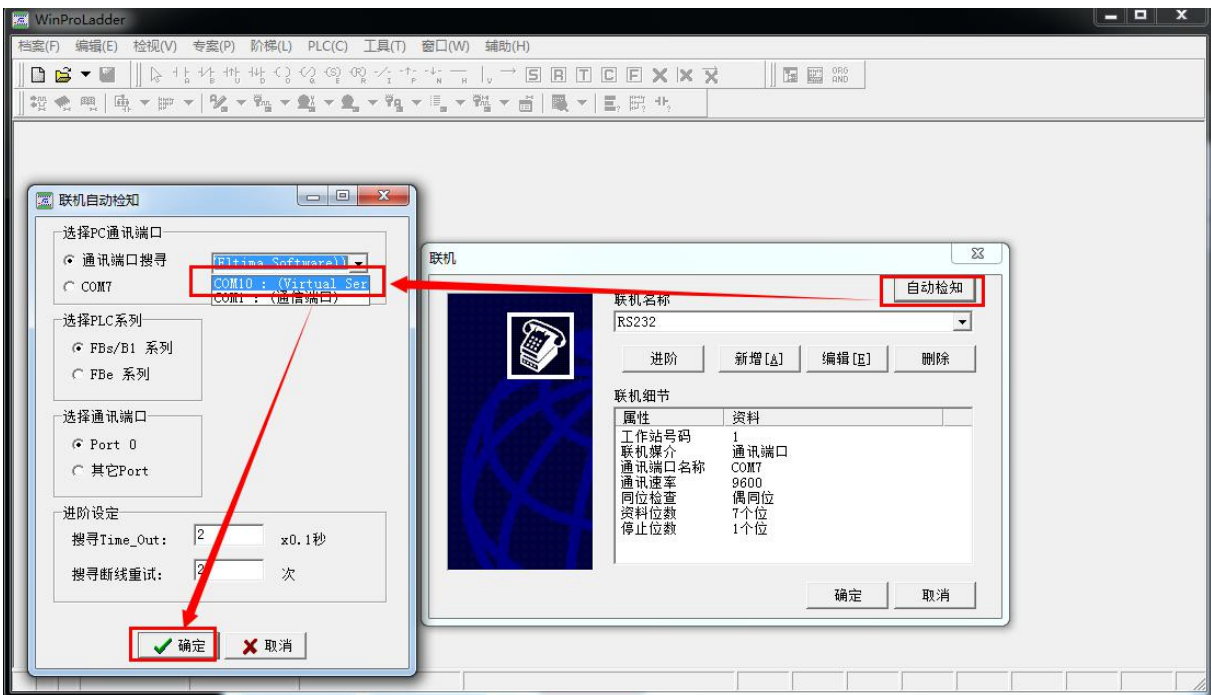 WinProLadder
档案(F) 编辑(E) 检视(V) 专案(P) 阶梯(L) PLC(C) 工具(T) 窗口(W) 辅助(H)
联机自动检知
选择PC通讯端口
通讯端口搜寻
(Eltima Software))
COM7
COM10 : (Virtual Ser
COM1 : (通信端口)
选择PLC系列
FBs/B1 系列
FBe 系列
选择通讯端口
Port 0
其它Port
进阶设定
搜寻Time_Out: 2 x0.1秒
搜寻断线重试: 2 次
确定 取消
联机
自动检知
联机名称
RS232
进阶 新增[A] 编辑[E] 删除
联机细节
属性 资料
工作站号码 1
联机媒介 通讯端口
通讯端口名称 COM7
通讯速率 9600
同位检查 偶同位
资料位数 7个位
停止位数 1个位
确定 取消